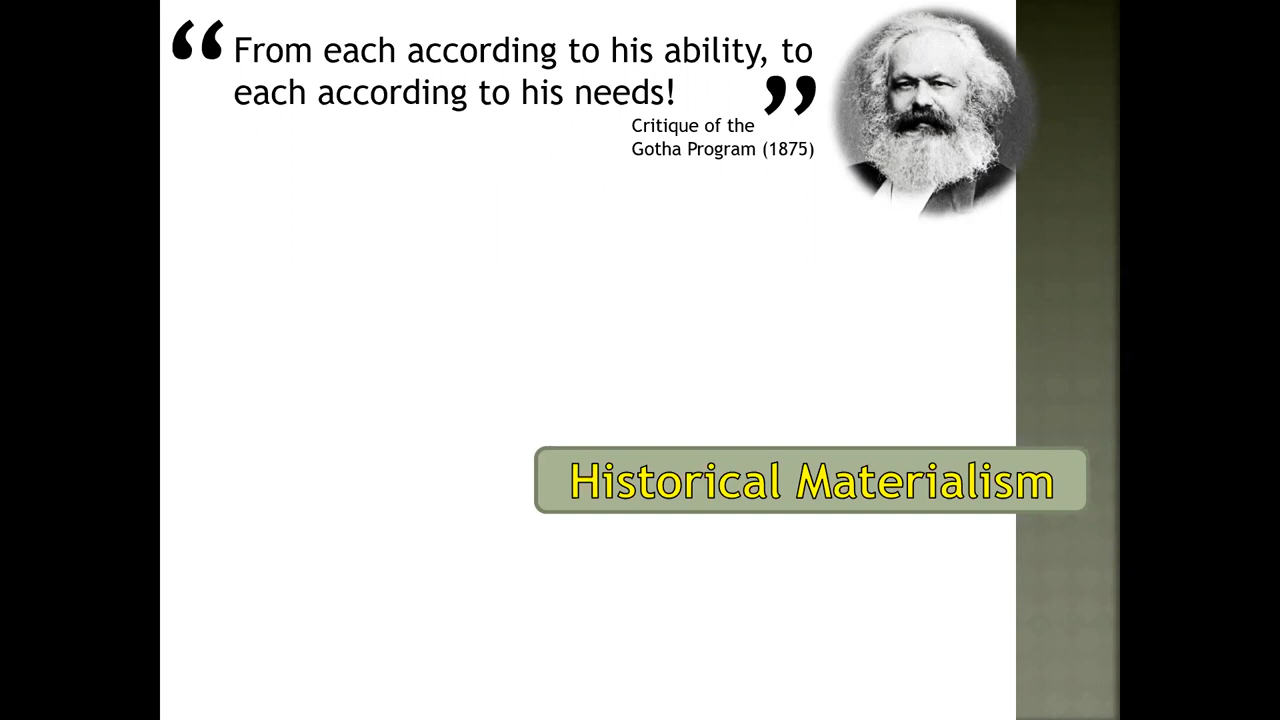 “From each according to his ability, to
each according to his needs!”
Critique of the
Gotha Program (1875)
Historical Materialism